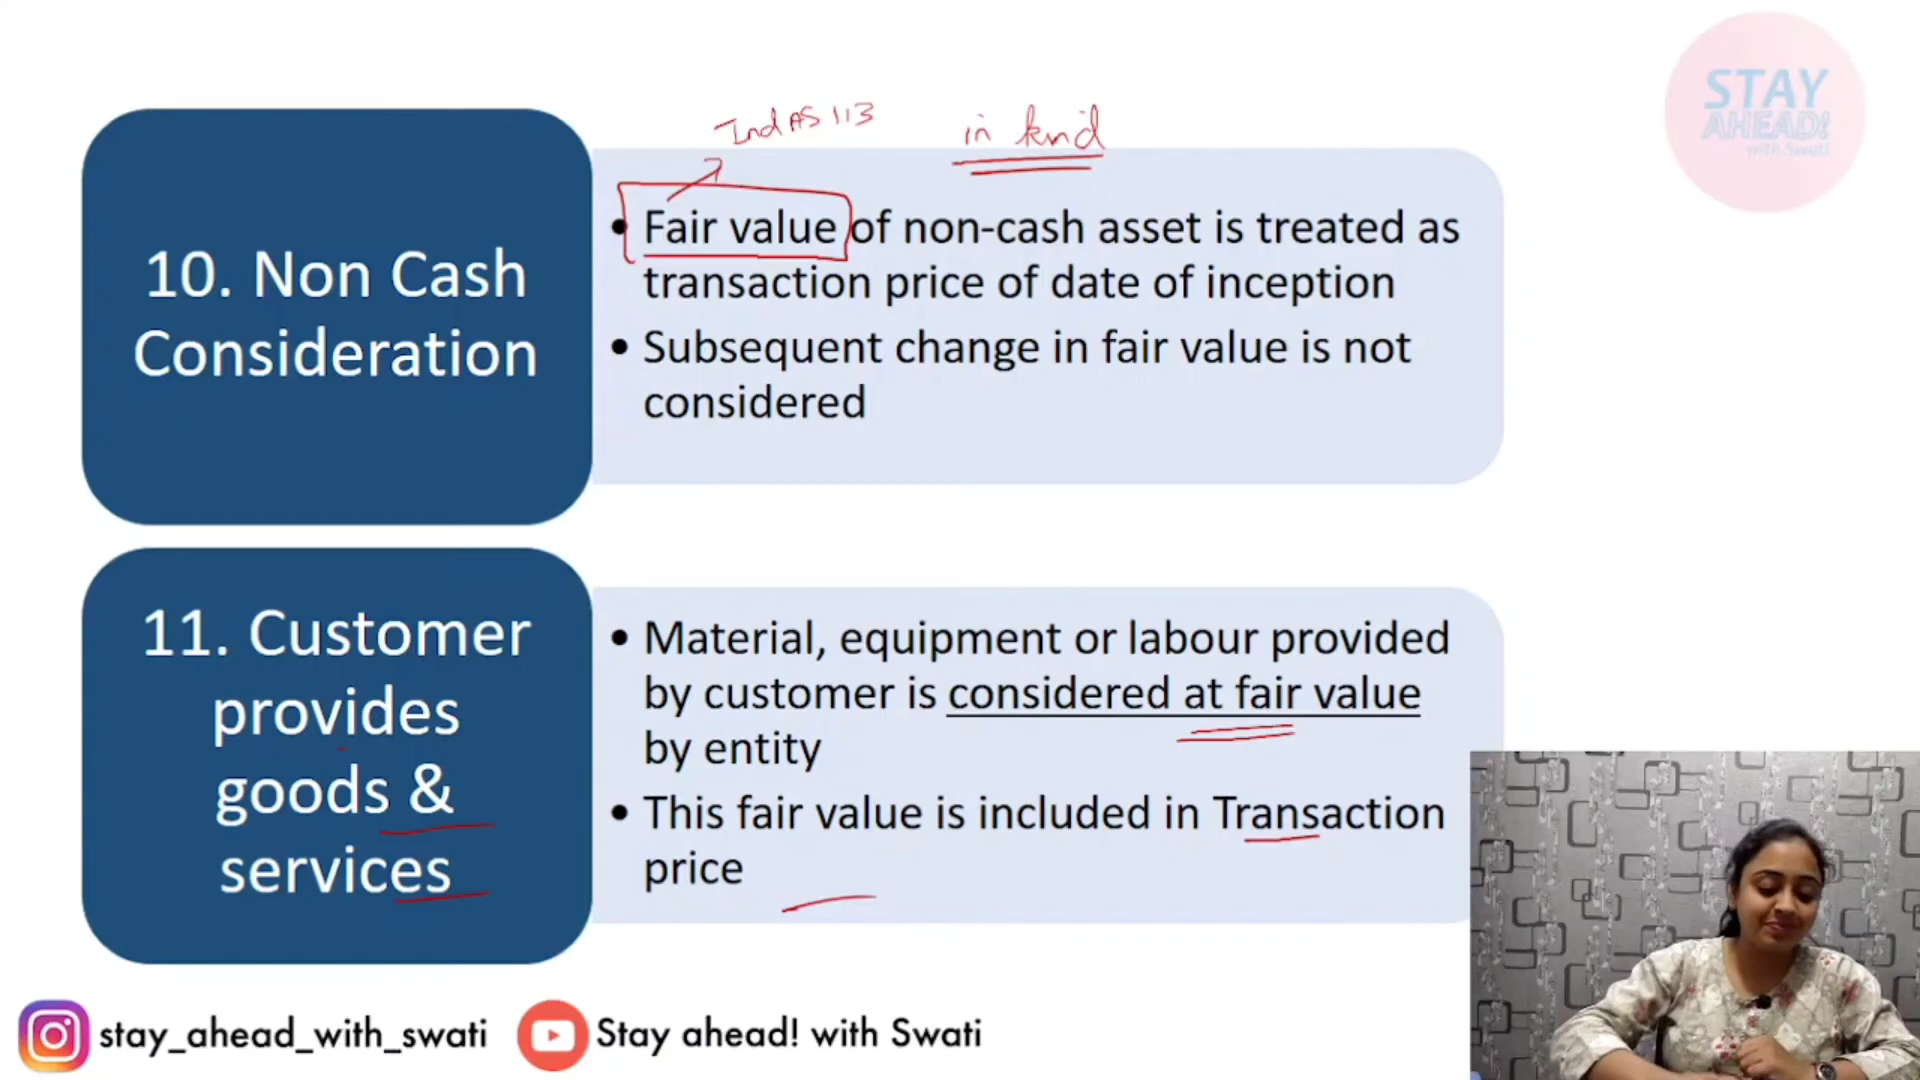 STAY
AHEAD!
with Swati
Ind AS 113
in kind
10. Non Cash
Consideration
• Fair value of non-cash asset is treated as
transaction price of date of inception
• Subsequent change in fair value is not
considered
11. Customer
provides
goods &
services
• Material, equipment or labour provided
by customer is considered at fair value
by entity
• This fair value is included in Transaction
price
stay_ahead_with_swati
Stay ahead! with Swati